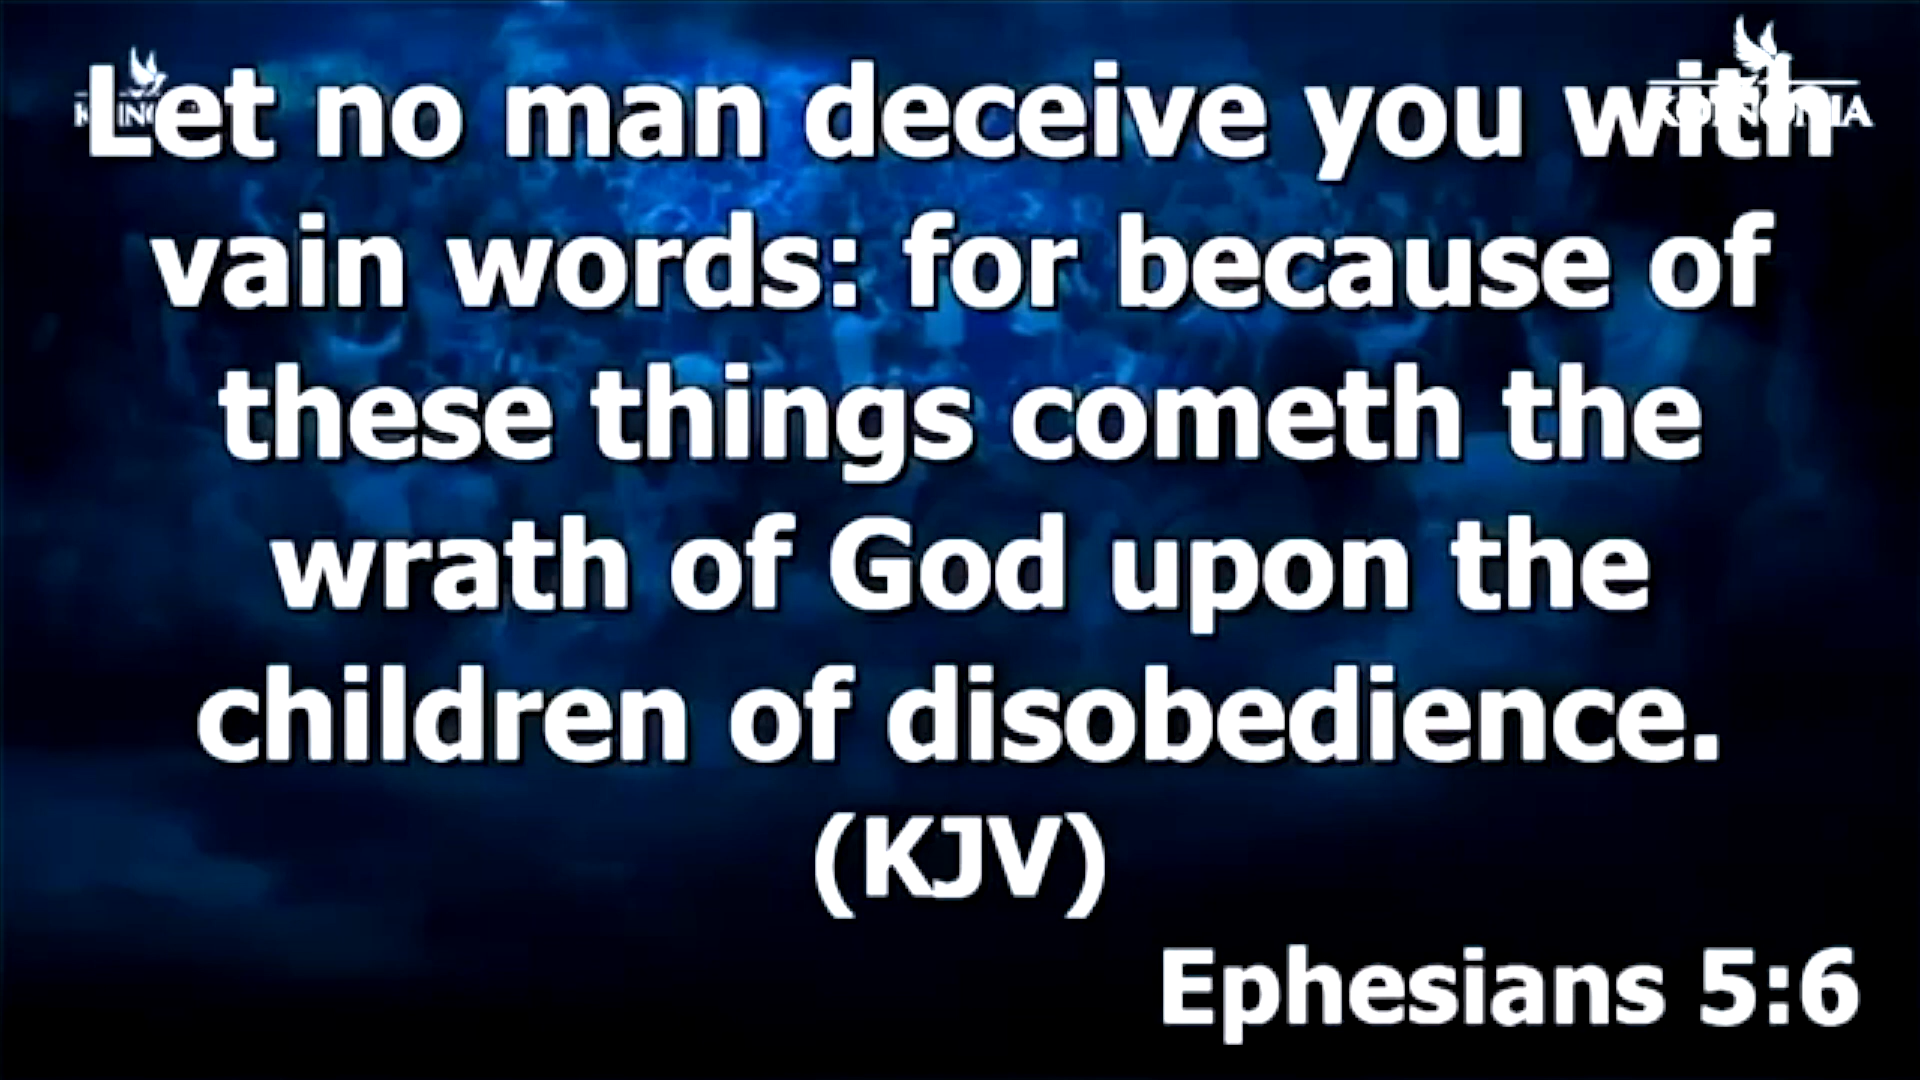 KOINONIA
Let no man deceive you with
vain words: for because of
these things cometh the
wrath of God upon the
children of disobedience.
(KJV)
Ephesians 5:6